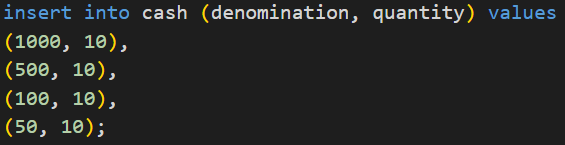 insert into cash (denomination, quantity) values
(1000, 10),
(500, 10),
(100, 10),
(50, 10);